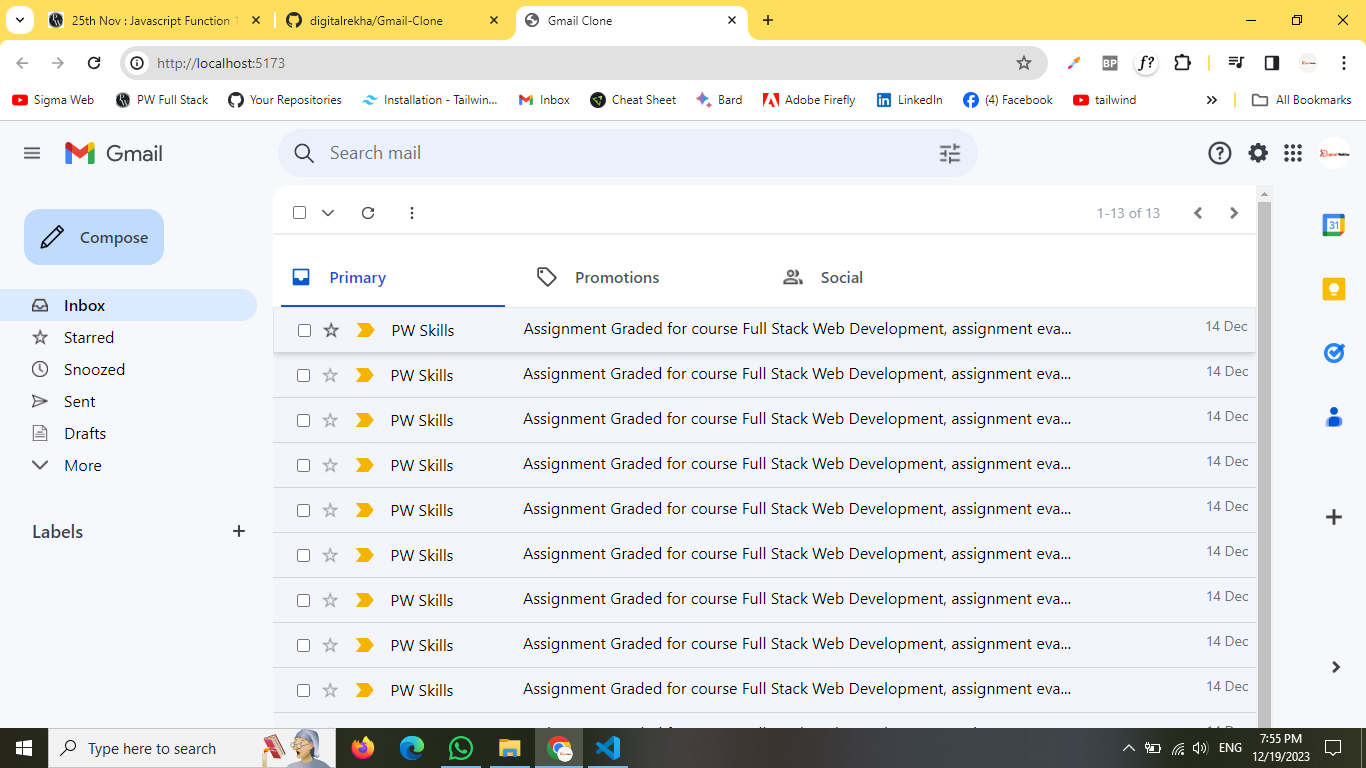 25th Nov : Javascript Function 1
digitalrekha/Gmail-Clone
Gmail Clone
http://localhost:5173
BP
f?
Sigma Web
PW Full Stack
Your Repositories
Installation - Tailwin...
Inbox
Cheat Sheet
Bard
Adobe Firefly
LinkedIn
(4) Facebook
tailwind
All Bookmarks
Gmail
Search mail
Compose
1-13 of 13
31
Primary
Promotions
Social
Inbox
Starred
Snoozed
Sent
Drafts
More
Labels
PW Skills Assignment Graded for course Full Stack Web Development, assignment eva... 14 Dec
PW Skills Assignment Graded for course Full Stack Web Development, assignment eva... 14 Dec
PW Skills Assignment Graded for course Full Stack Web Development, assignment eva... 14 Dec
PW Skills Assignment Graded for course Full Stack Web Development, assignment eva... 14 Dec
PW Skills Assignment Graded for course Full Stack Web Development, assignment eva... 14 Dec
PW Skills Assignment Graded for course Full Stack Web Development, assignment eva... 14 Dec
PW Skills Assignment Graded for course Full Stack Web Development, assignment eva... 14 Dec
PW Skills Assignment Graded for course Full Stack Web Development, assignment eva... 14 Dec
PW Skills Assignment Graded for course Full Stack Web Development, assignment eva... 14 Dec
Type here to search
ENG
7:55 PM
12/19/2023